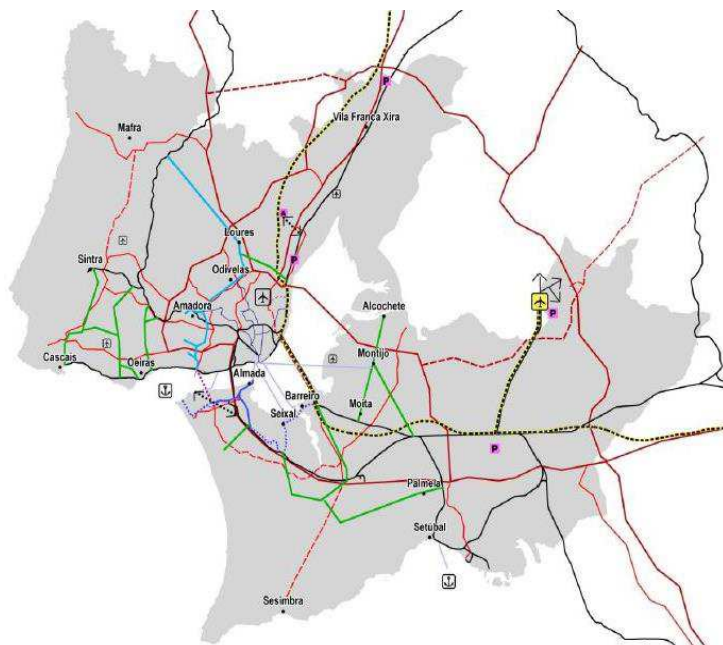 P
Vila Franca Xira
Mafra
A
Loures
Sintra
P
Odivelas
Amadora
Alcochete
P
Cascais
Oeiras
Montijo
Almada
Barreiro
Seixal
Moita
P
Palmela
Setúbal
Sesimbra